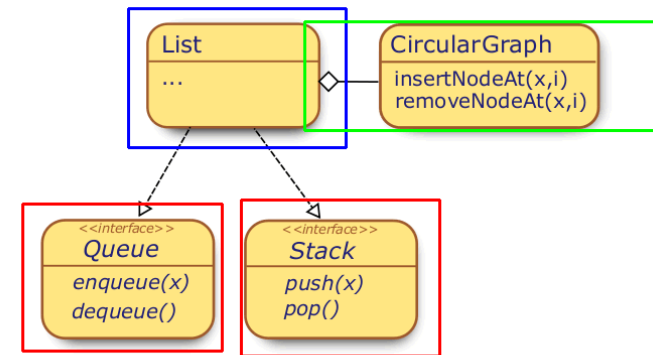 List
...
CircularGraph
insertNodeAt(x,i)
removeNodeAt(x,i)
<<interface>>
Queue
enqueue(x)
dequeue()
<<interface>>
Stack
push(x)
pop()